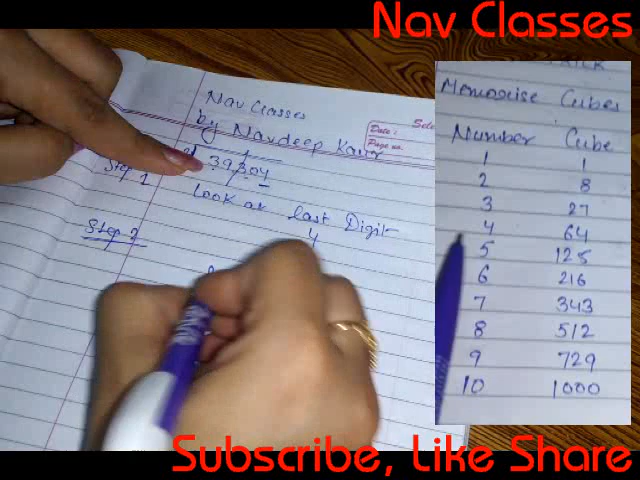 Nav Classes
Nav Classes
by Navdeep Kaur
Date :
Page no.
39,304
Step 1
Look at last Digit
4
Step 2
Memorise Cubes
Number Cube
1 1
2 8
3 27
4 64
5 125
6 216
7 343
8 512
9 729
10 1000
Subscribe, Like Share